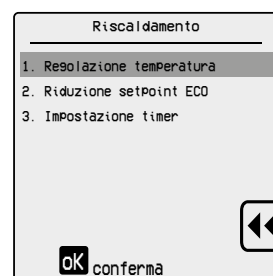 Riscaldamento
1. Regolazione temperatura
2. Riduzione setpoint ECO
3. Impostazione timer
OK conferma